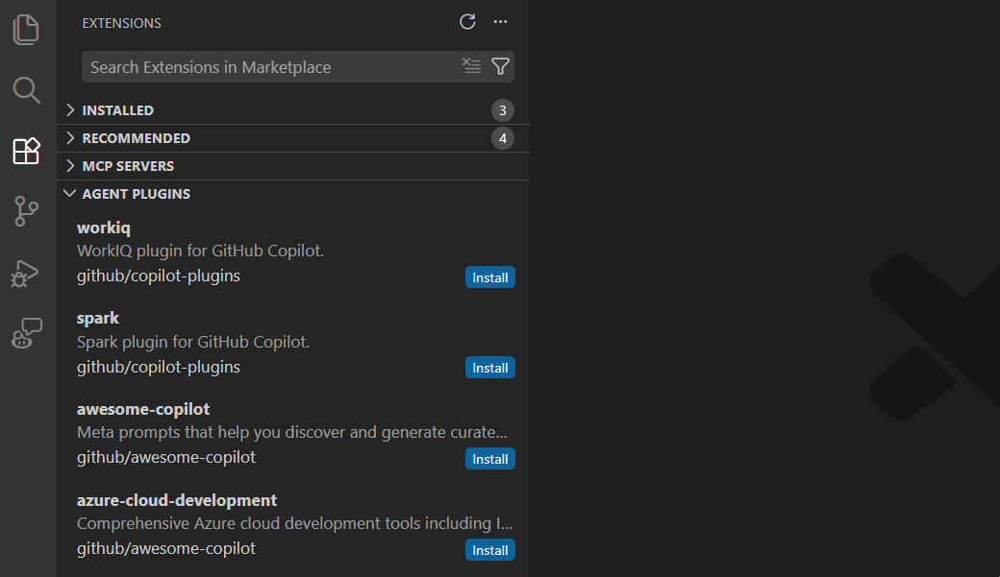 EXTENSIONS
Search Extensions in Marketplace
INSTALLED 3
RECOMMENDED 4
MCP SERVERS
AGENT PLUGINS
workiq
WorkIQ plugin for GitHub Copilot.
github/copilot-plugins Install
spark
Spark plugin for GitHub Copilot.
github/copilot-plugins Install
awesome-copilot
Meta prompts that help you discover and generate curate...
github/awesome-copilot Install
azure-cloud-development
Comprehensive Azure cloud development tools including I...
github/awesome-copilot Install